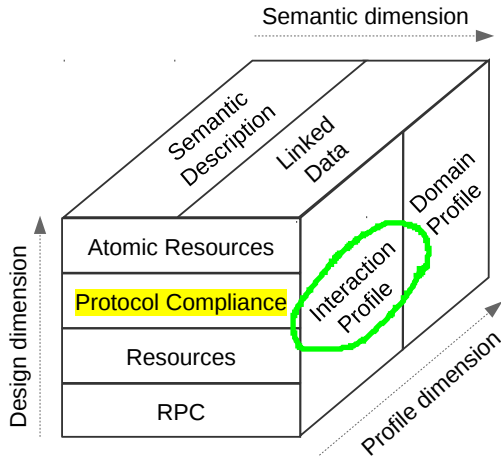 Semantic dimension
Semantic
Description
Linked
Data
Domain
Profile
Interaction
Profile
Atomic Resources
Protocol Compliance
Resources
RPC
Design dimension
Profile dimension